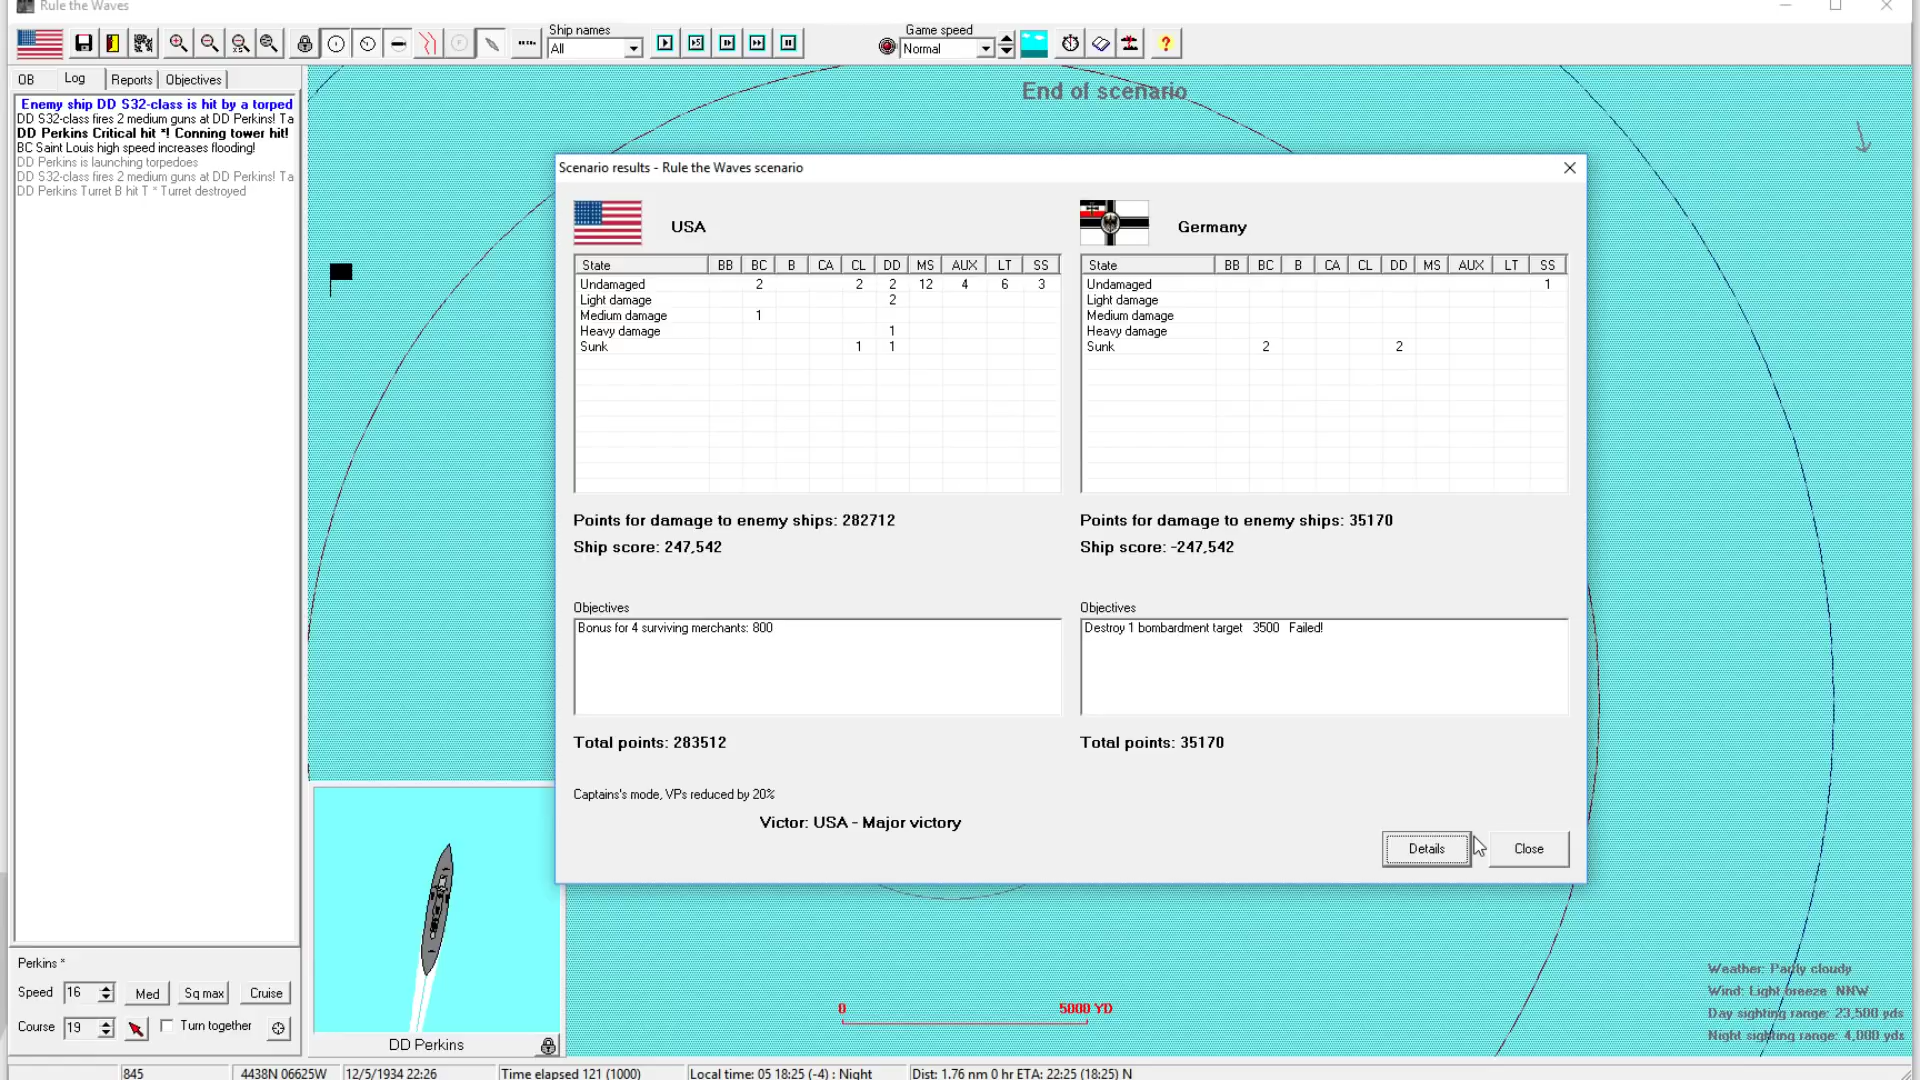 Rule the Waves
Ship names
All
Game speed
Normal
OB Log Reports Objectives
Enemy ship DD S32-class is hit by a torped
DD S32-class fires 2 medium guns at DD Perkins! Ta
DD Perkins Critical hit *! Conning tower hit!
BC Saint Louis high speed increases flooding!
DD Perkins is launching torpedoes
DD S32-class fires 2 medium guns at DD Perkins! Ta
DD Perkins Turret B hit T * Turret destroyed
End of scenario
Scenario results - Rule the Waves scenario
USA
State BB BC B CA CL DD MS AUX LT SS
Undamaged 2 2 2 12 4 6 3
Light damage 2
Medium damage 1
Heavy damage 1
Sunk 1 1
Points for damage to enemy ships: 282712
Ship score: 247,542
Objectives
Bonus for 4 surviving merchants: 800
Total points: 283512
Germany
State BB BC B CA CL DD MS AUX LT SS
Undamaged 1
Light damage
Medium damage
Heavy damage
Sunk 2 2
Points for damage to enemy ships: 35170
Ship score: -247,542
Objectives
Destroy 1 bombardment target 3500 Failed!
Total points: 35170
Captains's mode, VPs reduced by 20%
Victor: USA - Major victory
Details Close
Perkins *
Speed 16 Med Sq max Cruise
Course 19 Turn together
DD Perkins
0 5000 YD
Weather: Partly cloudy
Wind: Light breeze NNW
Day sighting range: 23,500 yds
Night sighting range: 4,000 yds
845 4438N 06625W 12/5/1934 22:26 Time elapsed 121 (1000) Local time: 05 18:25 (-4) : Night Dist: 1.76 nm 0 hr ETA: 22:25 (18:25) N